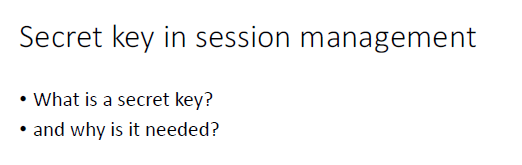 Secret key in session management
• What is a secret key?
• and why is it needed?